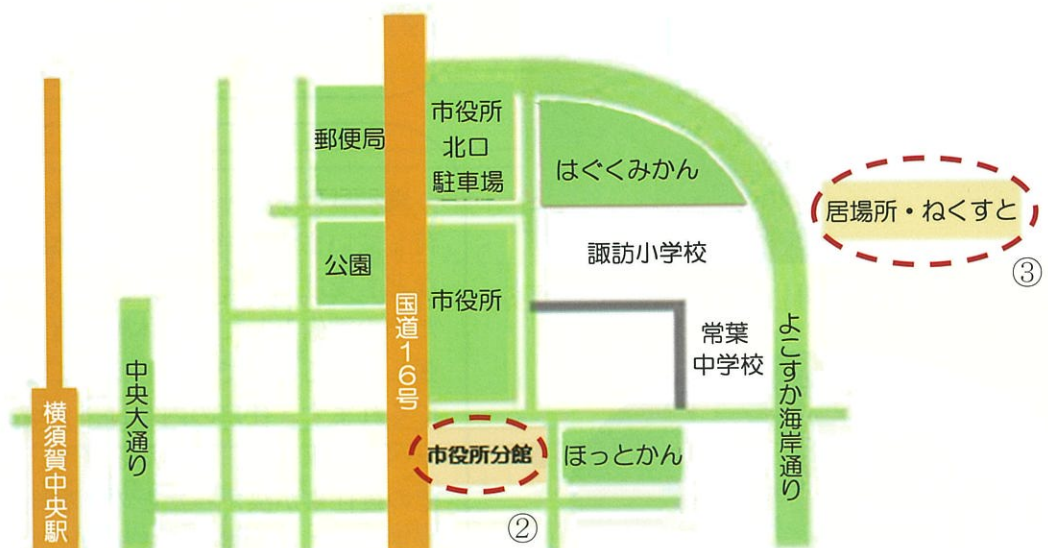 郵便局
市役所
北口
駐車場
はぐくみかん
居場所・ねくすと
③
公園
市役所
諏訪小学校
常葉
中学校
国道16号
よこすか海岸通り
中央大通り
横須賀中央駅
市役所分館
②
ほっとかん